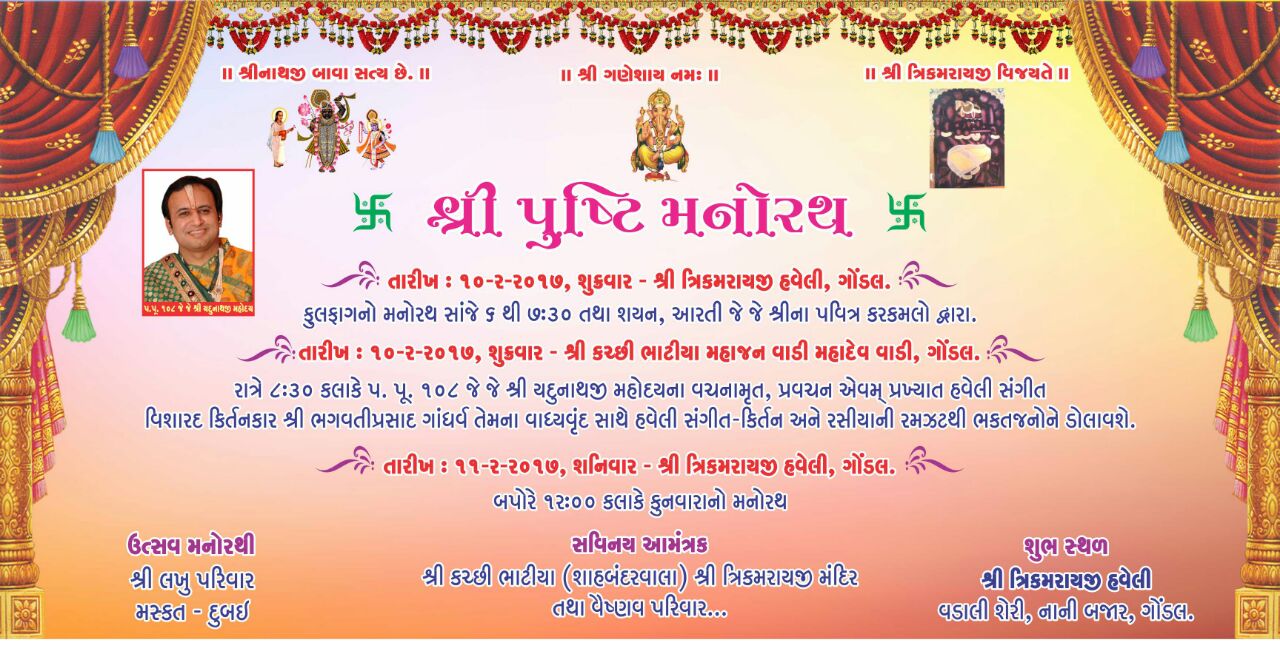 ॥ શ્રીનાથજી બાવા સત્ય છે. ॥
॥ શ્રી ગણેશાય નમઃ ॥
॥ શ્રી ત્રિકમરાયજી વિજયતે ॥
શ્રી પુષ્ટિ મનોરથ
પ.પૂ. ૧૦૮ જે જે શ્રી યદુનાથજી મહોદય
તારીખ : ૧૦-૨-૨૦૧૭, શુક્રવાર - શ્રી ત્રિકમરાયજી હવેલી, ગોંડલ.
કુલફાગનો મનોરથ સાંજે ૬ થી ૭:૩૦ તથા શયન, આરતી જે જે શ્રીના પવિત્ર કરકમલો દ્વારા.
તારીખ : ૧૦-૨-૨૦૧૭, શુક્રવાર - શ્રી કચ્છી ભાટીયા મહાજન વાડી મહાદેવ વાડી, ગોંડલ.
રાત્રે ૮:૩૦ કલાકે પ. પૂ. ૧૦૮ જે જે શ્રી યદુનાથજી મહોદયના વચનામૃત, પ્રવચન એવમ્ પ્રખ્યાત હવેલી સંગીત
વિશારદ કિર્તનકાર શ્રી ભગવતીપ્રસાદ ગાંધર્વ તેમના વાધ્યવૃંદ સાથે હવેલી સંગીત-કિર્તન અને રસીયાની રમઝટથી ભકતજનોને ડોલાવશે.
તારીખ : ૧૧-૨-૨૦૧૭, શનિવાર - શ્રી ત્રિકમરાયજી હવેલી, ગોંડલ.
બપોરે ૧૨:૦૦ કલાકે કુનવારાનો મનોરથ
ઉત્સવ મનોરથી
શ્રી લખુ પરિવાર
મસ્કત - દુબઈ
સવિનય આમંત્રક
શ્રી કચ્છી ભાટીયા (શાહબંદરવાલા) શ્રી ત્રિકમરાયજી મંદિર
તથા વૈષ્ણવ પરિવાર...
શુભ સ્થળ
શ્રી ત્રિકમરાયજી હવેલી
વડાલી શેરી, નાની બજાર, ગોંડલ.